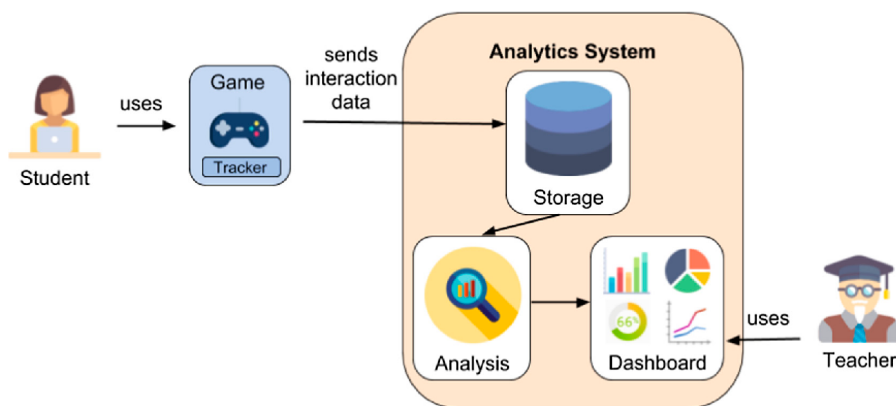 Student
uses
Game
Tracker
sends
interaction
data
Analytics System
Storage
Analysis
66%
Dashboard
uses
Teacher